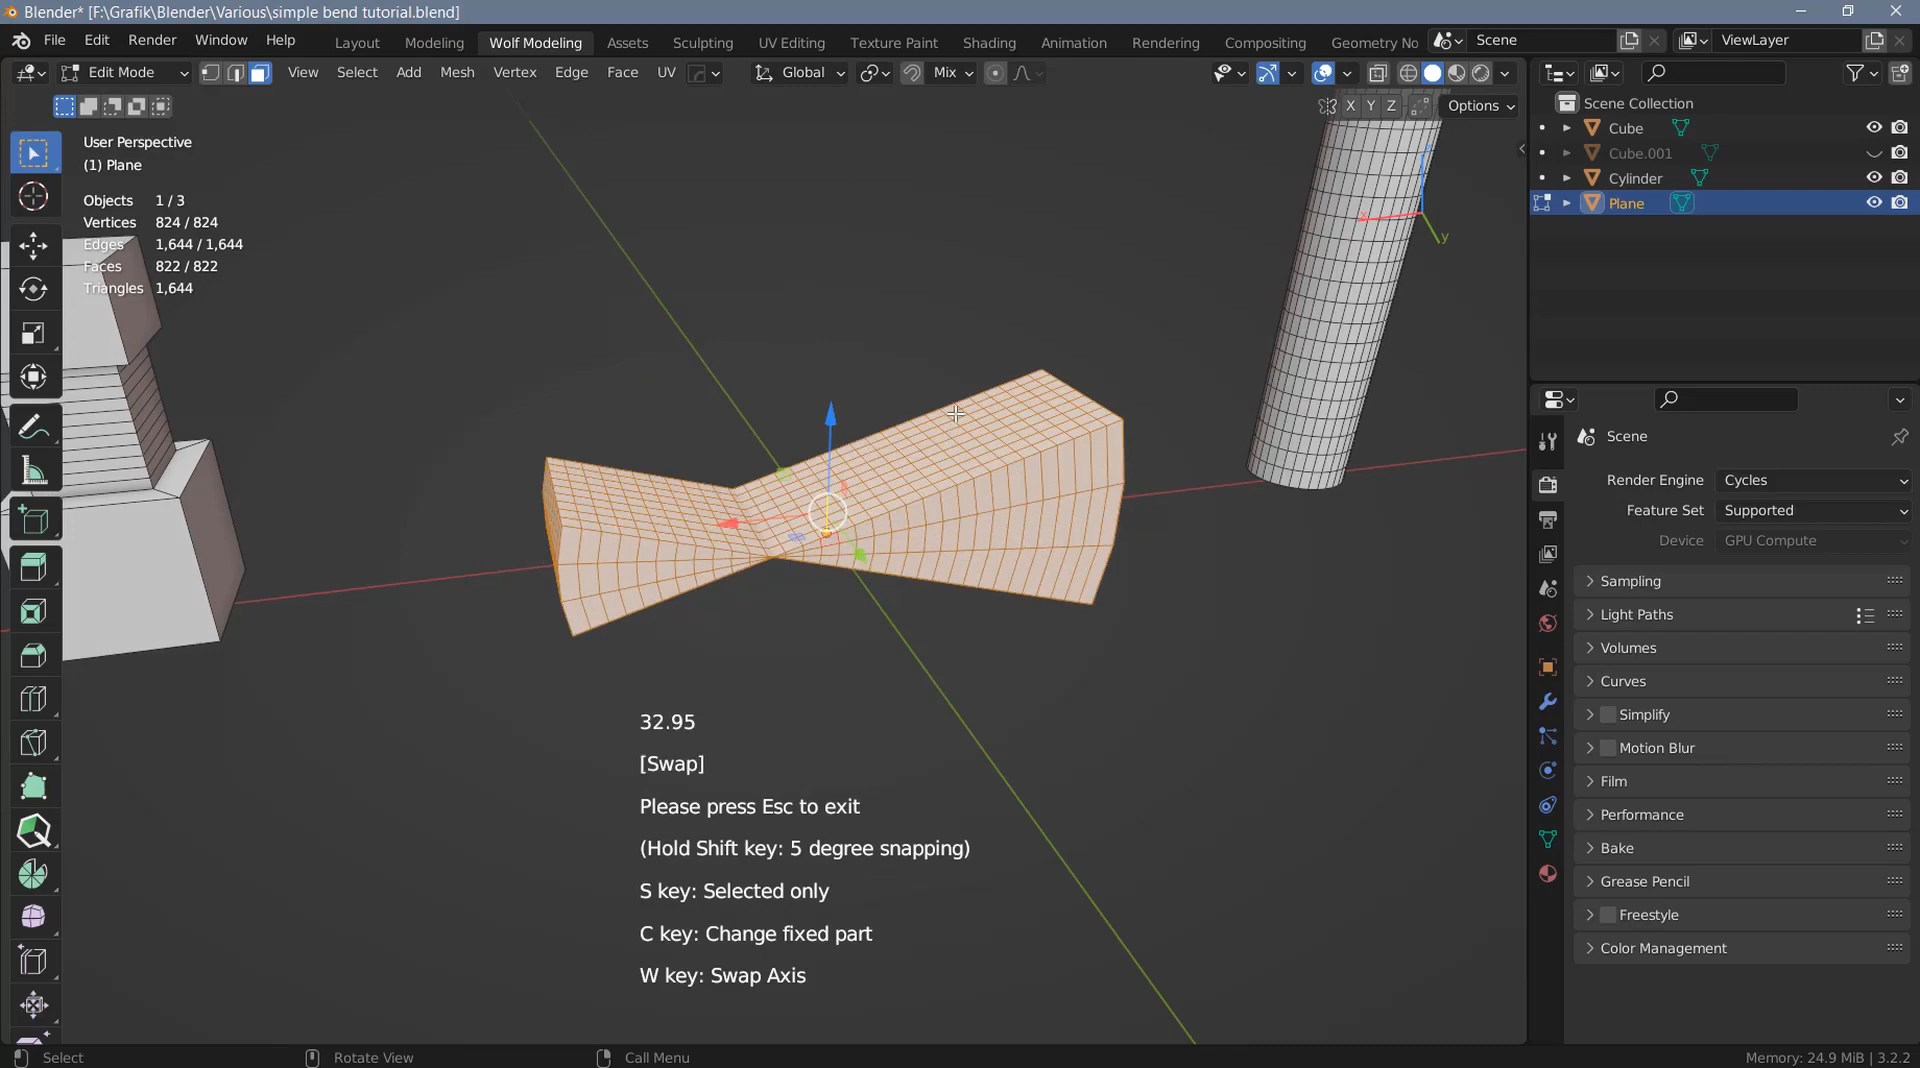 Blender* [F:\Grafik\Blender\Various\simple bend tutorial.blend]
File Edit Render Window Help
Layout Modeling Wolf Modeling Assets Sculpting UV Editing Texture Paint Shading Animation Rendering Compositing Geometry No
Scene ViewLayer
Edit Mode View Select Add Mesh Vertex Edge Face UV Global Mix
X Y Z Options
User Perspective
(1) Plane
Objects 1 / 3
Vertices 824 / 824
Edges 1,644 / 1,644
Faces 822 / 822
Triangles 1,644
x
y
32.95
[Swap]
Please press Esc to exit
(Hold Shift key: 5 degree snapping)
S key: Selected only
C key: Change fixed part
W key: Swap Axis
Scene Collection
Cube
Cube.001
Cylinder
Plane
Scene
Render Engine Cycles
Feature Set Supported
Device GPU Compute
Sampling
Light Paths
Volumes
Curves
Simplify
Motion Blur
Film
Performance
Bake
Grease Pencil
Freestyle
Color Management
Select Rotate View Call Menu
Memory: 24.9 MiB | 3.2.2